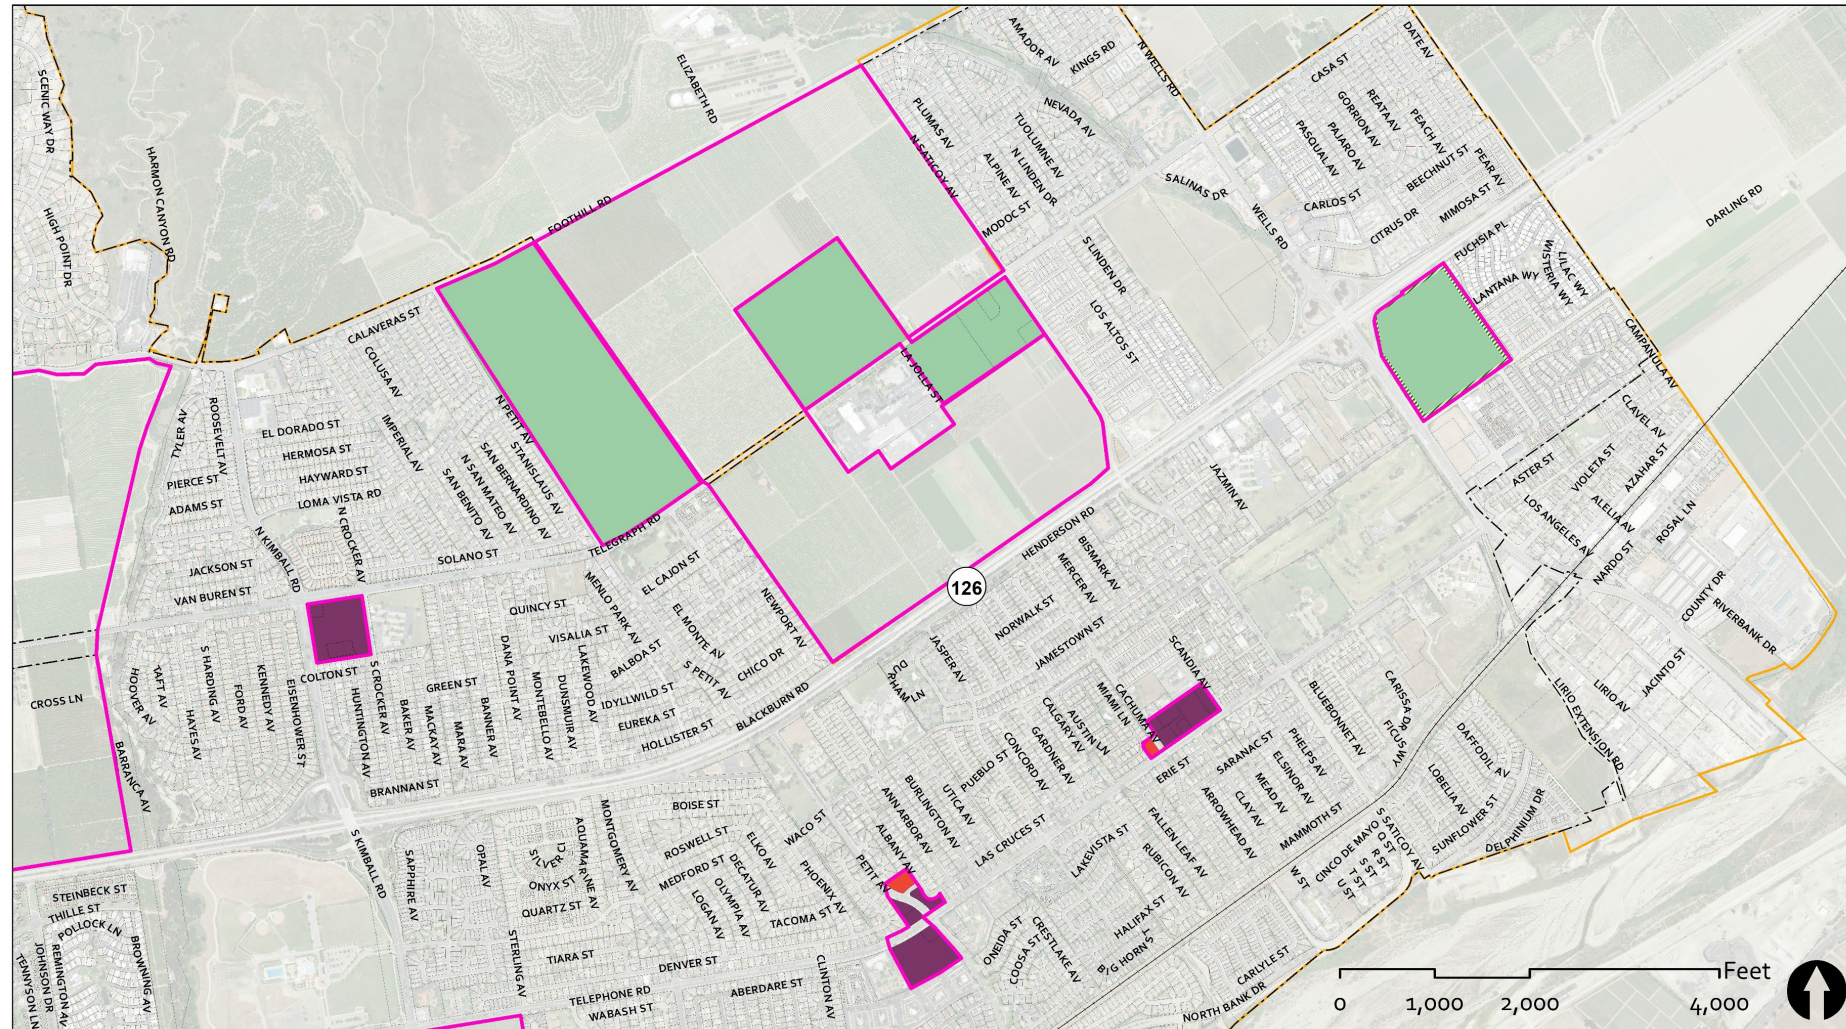 AMADOR AV
KINGS RD
N WELLS RD
DATE AV
CASA ST
SCENIC WAY DR
ELIZABETH RD
PLUMAS AV
NEVADA AV
TUOLUMNE AV
N LINDEN DR
ALPINE AV
N SATICOY AV
MODOC ST
REATA AV
GORRION AV
PEACH AV
PAJARO AV
PASQUAL AV
BEECHNUT ST
PEAR AV
SALINAS DR
CARLOS ST
MIMOSA ST
CITRUS DR
WELLS RD
DARLING RD
HARMON CANYON RD
HIGH POINT DR
FOOTHILL RD
FUCHSIA PL
LILAC WY
WISTERIA WY
LANTANA WY
S LINDEN DR
LOS ALTOS ST
CALAVERAS ST
COLUSA AV
LA JOLLA ST
CAMPANULA AV
TYLER AV
ROOSEVELT AV
EL DORADO ST
HERMOSA ST
HAYWARD ST
LOMA VISTA RD
IMPERIAL AV
N PETIT AV
STANISLAUS AV
SAN BERNARDINO AV
N SAN MATEO AV
SAN BENITO AV
PIERCE ST
ADAMS ST
CLAVEL AV
AZAHAR ST
VIOLETA ST
ASTER ST
ALELIA AV
LOS ANGELES AV
ROSAL LN
NARDO ST
JAZMIN AV
N KIMBALL RD
N CROCKER AV
SOLANO ST
TELEGRAPH RD
JACKSON ST
VAN BUREN ST
HENDERSON RD
BISMARK AV
MERCER AV
COUNTY DR
RIVERBANK DR
126
MENLO PARK AV
EL CAJON ST
NEWPORT AV
QUINCY ST
VISALIA ST
EL MONTE AV
BALBOA ST
CHICO DR
S PETIT AV
NORWALK ST
JAMESTOWN ST
JASPER AV
DURHAM LN
SCANDIA AV
CROSS LN
HOOVER AV
TAFT AV
S HARDING AV
HAYES AV
FORD AV
KENNEDY AV
EISENHOWER ST
COLTON ST
HUNTINGTON AV
S CROCKER AV
BAKER AV
GREEN ST
MACKAY AV
MARA AV
BANNER AV
DANA POINT AV
MONTEBELLO AV
DUNSMUIR AV
LAKEWOOD AV
IDYLLWILD ST
EUREKA ST
HOLLISTER ST
BLACKBURN RD
CACHUMA AV
MIAMI LN
AUSTIN LN
CALGARY AV
GARDNER AV
CONCORD AV
PUEBLO ST
ERIE ST
SARANAC ST
PHELPS AV
ELSINOR AV
MEAD AV
CLAY AV
ARROWHEAD AV
BLUEBONNET AV
CARISSA DR
FICUS WY
DAFFODIL AV
LOBELIA AV
SUNFLOWER ST
DELPHINIUM DR
LIRIO EXTENSION RD
LIRIO AV
JACINTO ST
BARRANCA AV
BRANNAN ST
S KIMBALL RD
BOISE ST
MONTGOMERY AV
AQUAMARINE AV
ROSWELL ST
ELKO AV
WACO ST
MEDFORD ST
DECATUR AV
OLYMPIA AV
LOGAN AV
PHOENIX AV
TACOMA ST
PETIT AV
ALBANY AV
ANN ARBOR AV
BURLINGTON AV
UTICA AV
LAS CRUCES ST
LAKEVISTA ST
FALLEN LEAF AV
RUBICON AV
MAMMOTH ST
S SATICOY AV
CINCO DE MAYO
Q ST
R ST
S ST
T ST
U ST
W ST
STEINBECK ST
THILLE ST
POLLOCK LN
BROWNING AV
REMINGTON AV
JOHNSON DR
TENNYSON LN
SAPPHIRE AV
OPAL AV
SILVER CI
ONYX ST
QUARTZ ST
STERLING AV
TIARA ST
DENVER ST
TELEPHONE RD
WABASH ST
ABERDARE ST
CLINTON AV
ONEIDA ST
COOSA ST
CRESTLAKE AV
HALIFAX ST
BIG HORN ST
CARLYLE ST
NORTH BANK DR
Feet
0 1,000 2,000 4,000